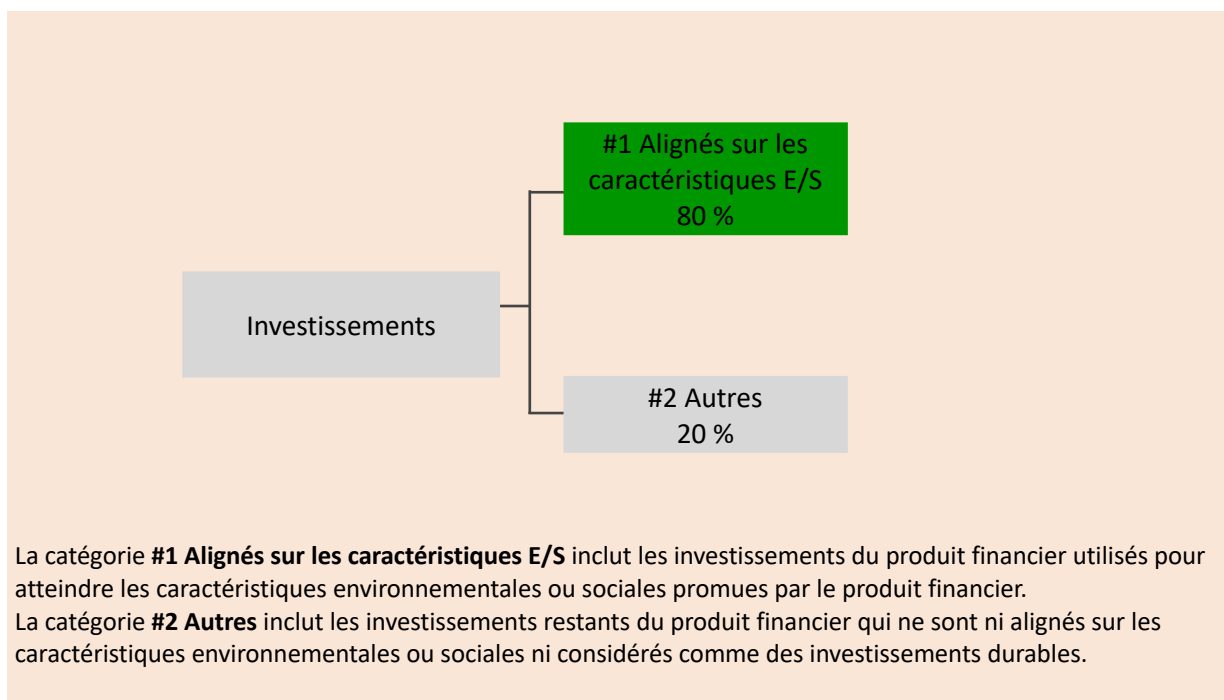 #1 Alignés sur les
caractéristiques E/S
80 %
Investissements
#2 Autres
20 %
La catégorie #1 Alignés sur les caractéristiques E/S inclut les investissements du produit financier utilisés pour
atteindre les caractéristiques environnementales ou sociales promues par le produit financier.
La catégorie #2 Autres inclut les investissements restants du produit financier qui ne sont ni alignés sur les
caractéristiques environnementales ou sociales ni considérés comme des investissements durables.